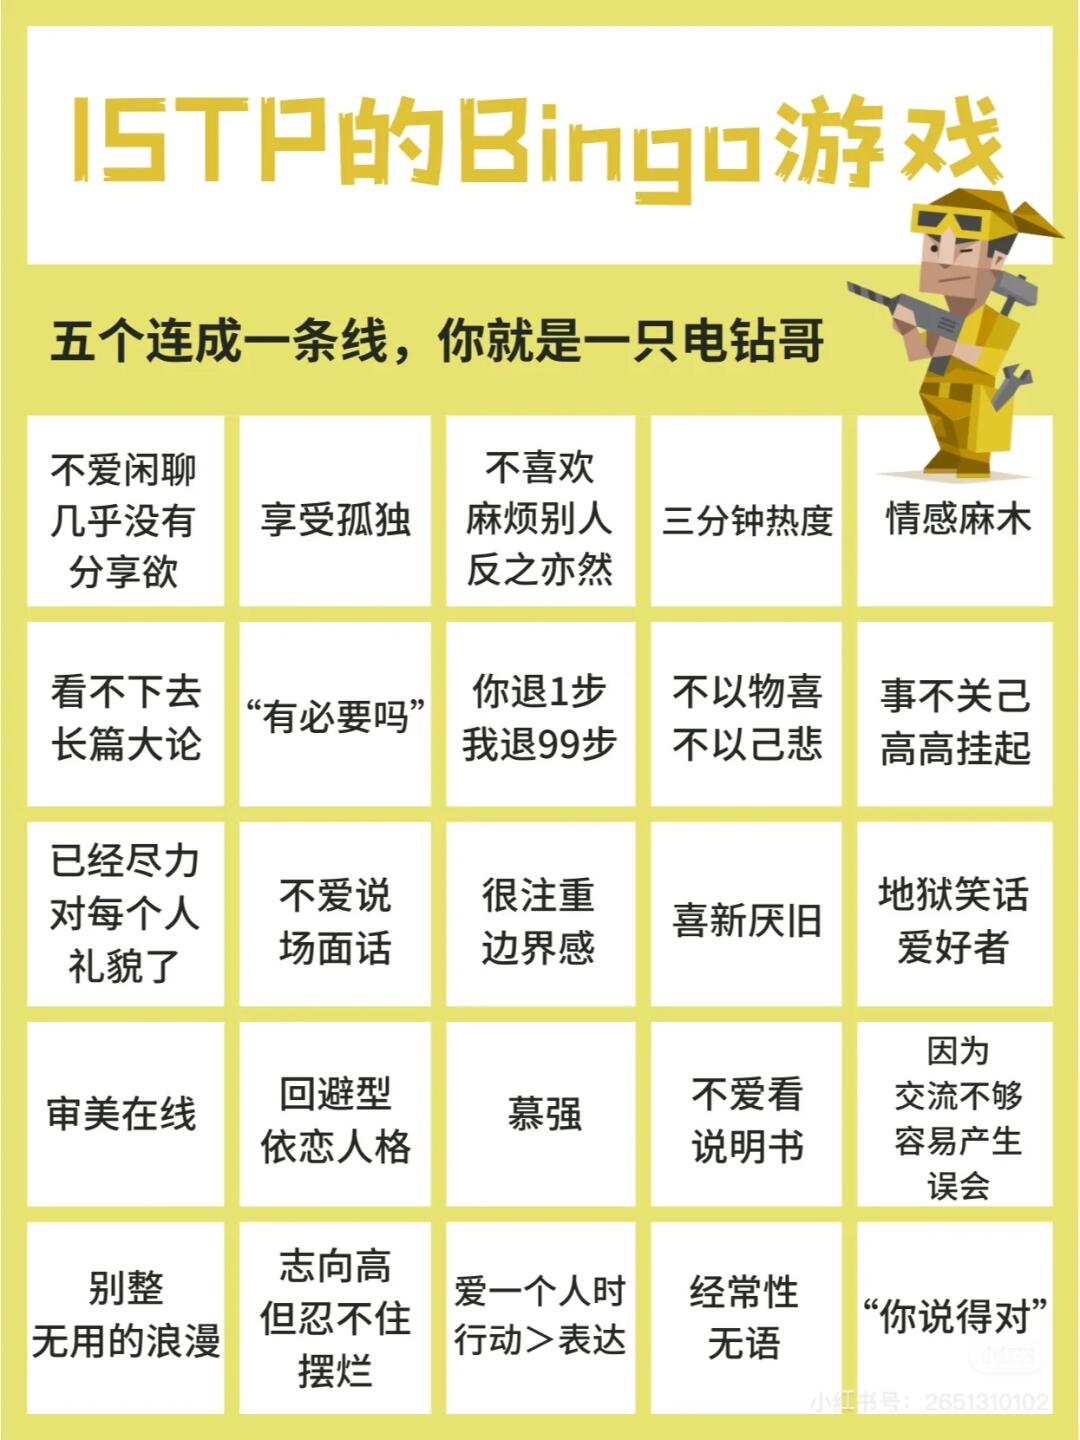 ISTP的Bingo游戏
五个连成一条线，你就是一只电钻哥
不爱闲聊
几乎没有
分享欲
享受孤独
不喜欢
麻烦别人
反之亦然
三分钟热度
情感麻木
看不下去
长篇大论
“有必要吗”
你退1步
我退99步
不以物喜
不以己悲
事不关己
高高挂起
已经尽力
对每个人
礼貌了
不爱说
场面话
很注重
边界感
喜新厌旧
地狱笑话
爱好者
审美在线
回避型
依恋人格
慕强
不爱看
说明书
因为
交流不够
容易产生
误会
别整
无用的浪漫
志向高
但忍不住
摆烂
爱一个人时
行动＞表达
经常性
无语
“你说得对”
小红书
小红书号：2651310102